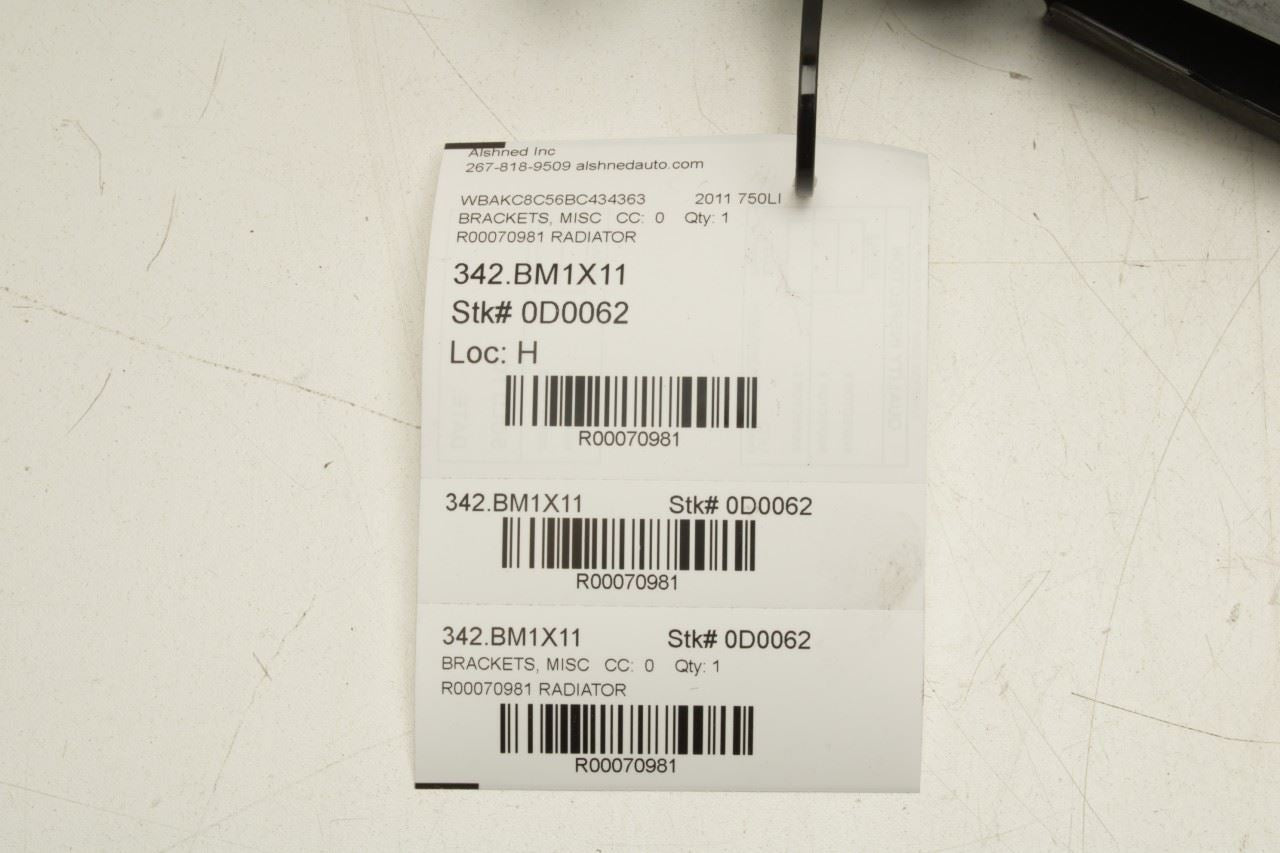 Alshned Inc
267-818-9509 alshnedauto.com
WBAKC8C56BC434363 2011 750LI
BRACKETS, MISC CC: 0 Qty: 1
R00070981 RADIATOR
342.BM1X11
Stk# 0D0062
Loc: H
R00070981
342.BM1X11 Stk# 0D0062
R00070981
342.BM1X11 Stk# 0D0062
BRACKETS, MISC CC: 0 Qty: 1
R00070981 RADIATOR
R00070981